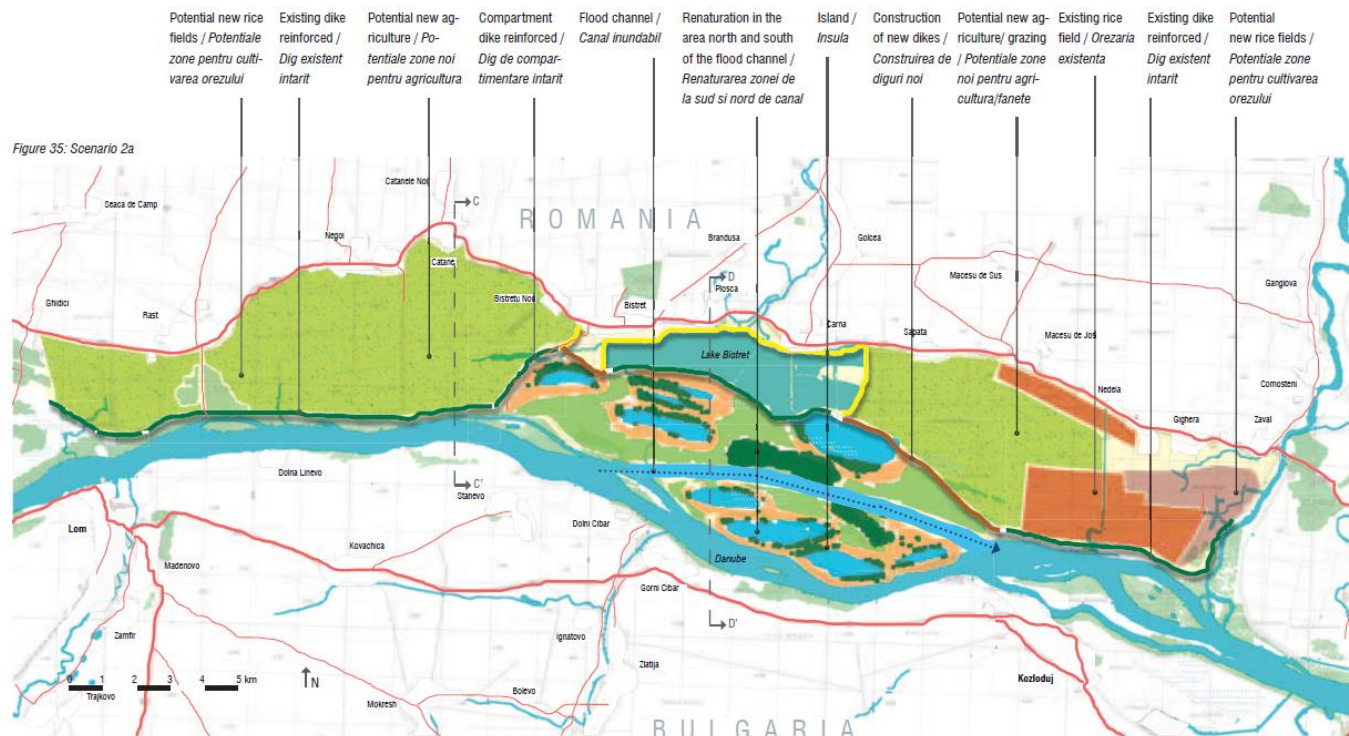 Potential new rice
fields / Potentiale
zone pentru culti-
varea orezului
Existing dike
reinforced /
Dig existent
intarit
Potential new ag-
riculture / Po-
tentiale zone noi
pentru agricultura
Compartment
dike reinforced /
Dig de compar-
timentare intarit
Flood channel /
Canal inundabil
Renaturation in the
area north and south
of the flood channel /
Renaturarea zonei de
la sud si nord de canal
Island /
Insula
Construction
of new dikes /
Construirea de
diguri noi
Potential new ag-
riculture/ grazing
/ Potentiale zone
noi pentru agri-
cultura/fanete
Existing rice
field / Orezaria
existenta
Existing dike
reinforced /
Dig existent
intarit
Potential
new rice fields /
Potentiale zone
pentru cultivarea
orezului
Figure 35: Scenario 2a
Catanele Noi
Seaca de Camp
C
ROMANIA
Negoi
Brandusa
Golcea
Catane
D
Macesu de Sus
Plosca
Gangiova
Ghidici
Bistretu Nou
Bistret
Rast
Carna
Sapata
Macesu de Jos
Lake Bistret
Nedeia
Comosteni
Gighera
Zaval
Dolna Linevo
C'
Stanevo
Lom
Dolni Cibar
Kovachica
Danube
Madenovo
Gorni Cibar
D'
Zamfir
Ignatovo
Zlatija
N
Kozloduj
0 1 2 3 4 5 km
Trajkovo
Bolevo
Mokresh
BULGARIA